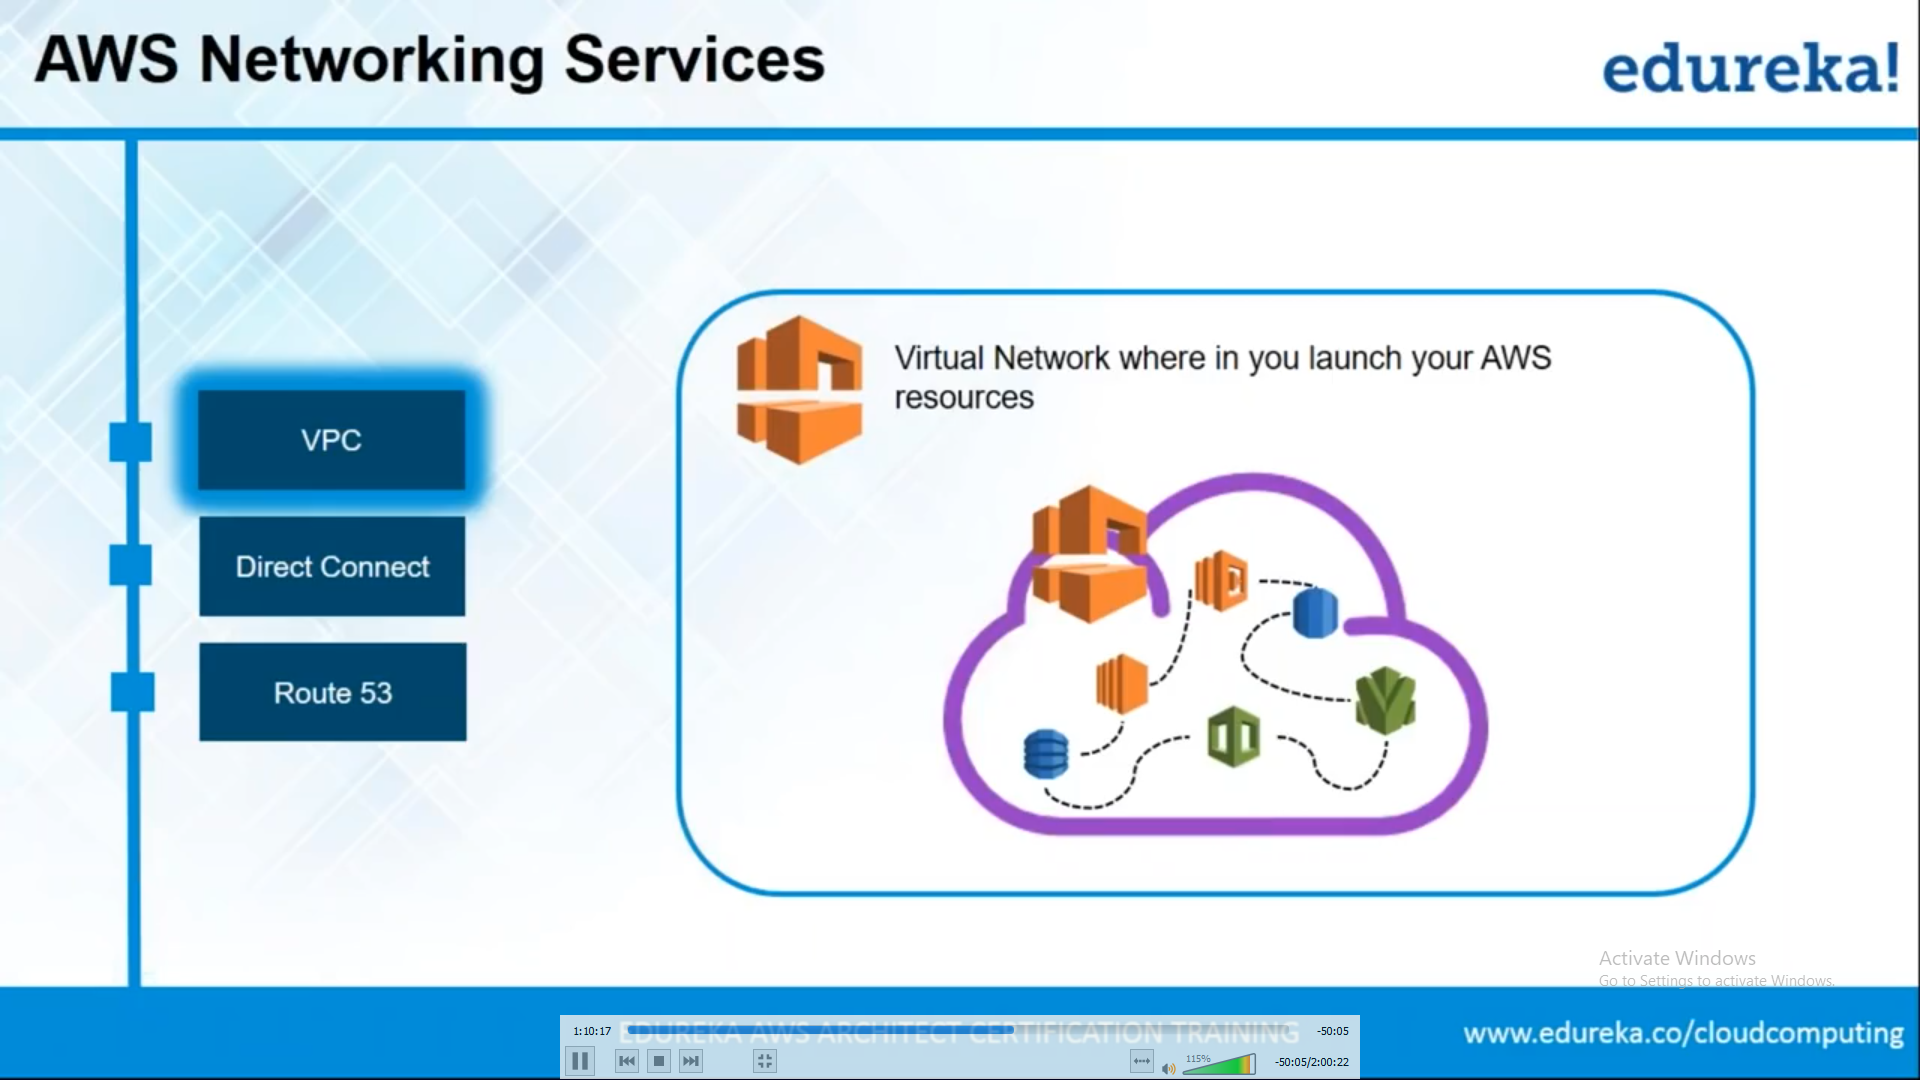 AWS Networking Services
edureka!
Virtual Network where in you launch your AWS
resources
VPC
Direct Connect
Route 53
Activate Windows
Go to Settings to activate Windows.
EDUREKA AWS ARCHITECT CERTIFICATION TRAINING
www.edureka.co/cloudcomputing
1:10:17
-50:05
115%
-50:05/2:00:22